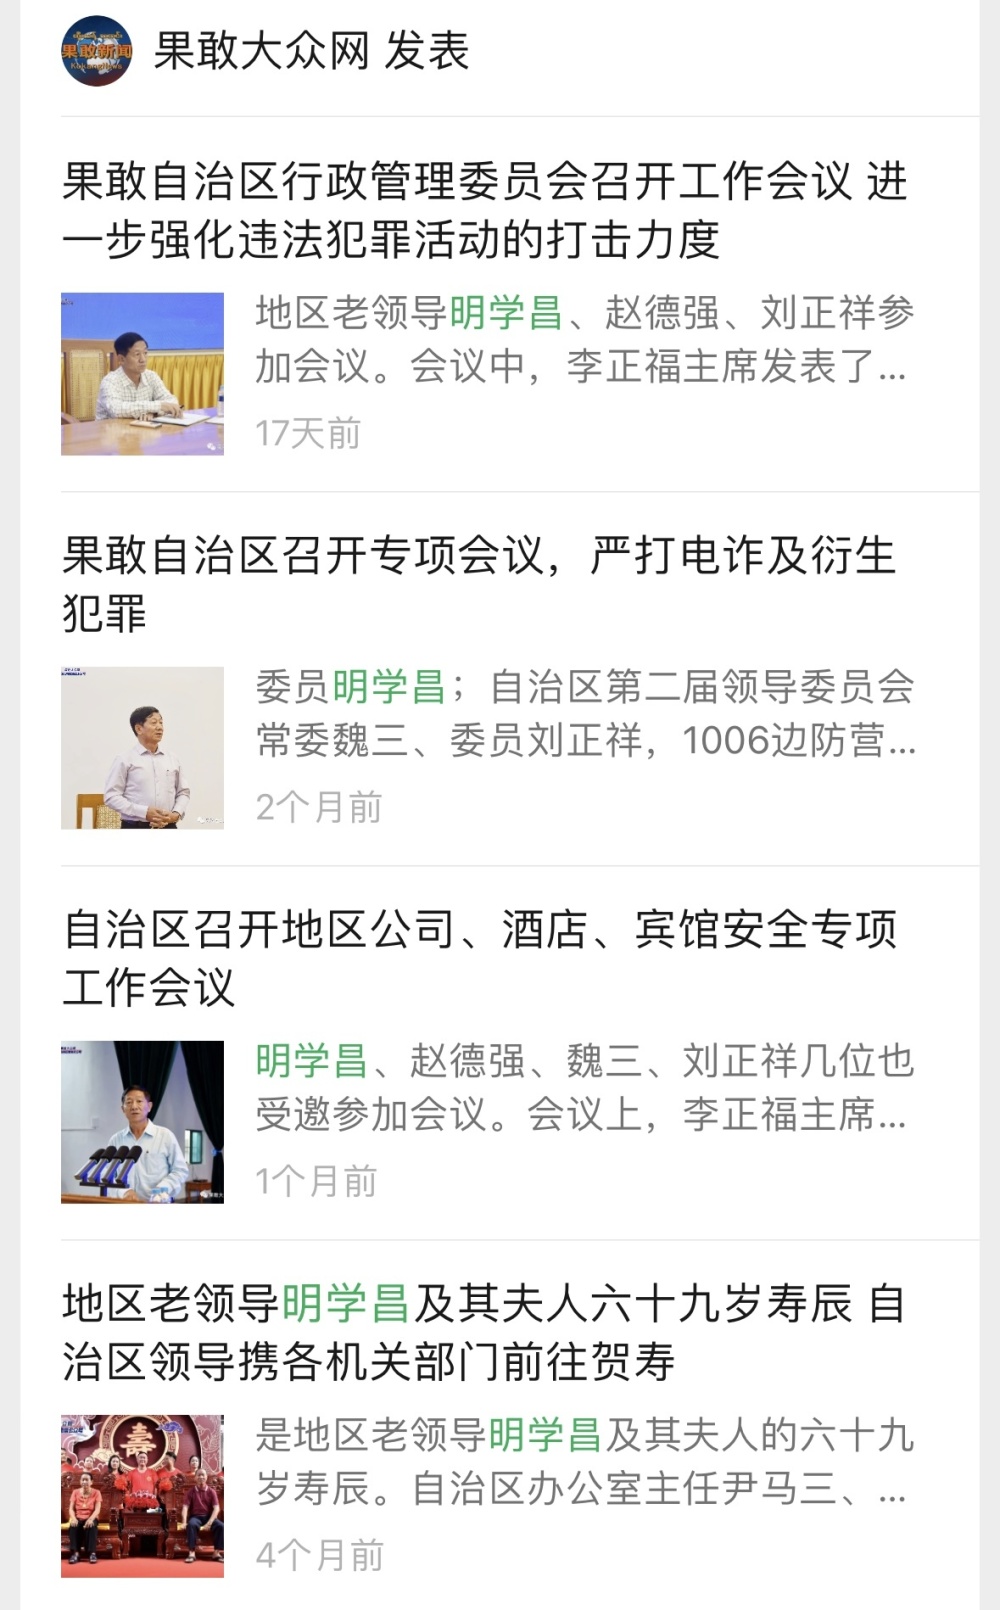 果敢新闻
果敢大众网 发表
果敢自治区行政管理委员会召开工作会议 进
一步强化违法犯罪活动的打击力度
地区老领导明学昌、赵德强、刘正祥参
加会议。会议中，李正福主席发表了...
17天前
果敢自治区召开专项会议，严打电诈及衍生
犯罪
委员明学昌；自治区第二届领导委员会
常委魏三、委员刘正祥，1006边防营...
2个月前
自治区召开地区公司、酒店、宾馆安全专项
工作会议
明学昌、赵德强、魏三、刘正祥几位也
受邀参加会议。会议上，李正福主席...
1个月前
地区老领导明学昌及其夫人六十九岁寿辰 自
治区领导携各机关部门前往贺寿
壽
是地区老领导明学昌及其夫人的六十九
岁寿辰。自治区办公室主任尹马三、...
4个月前